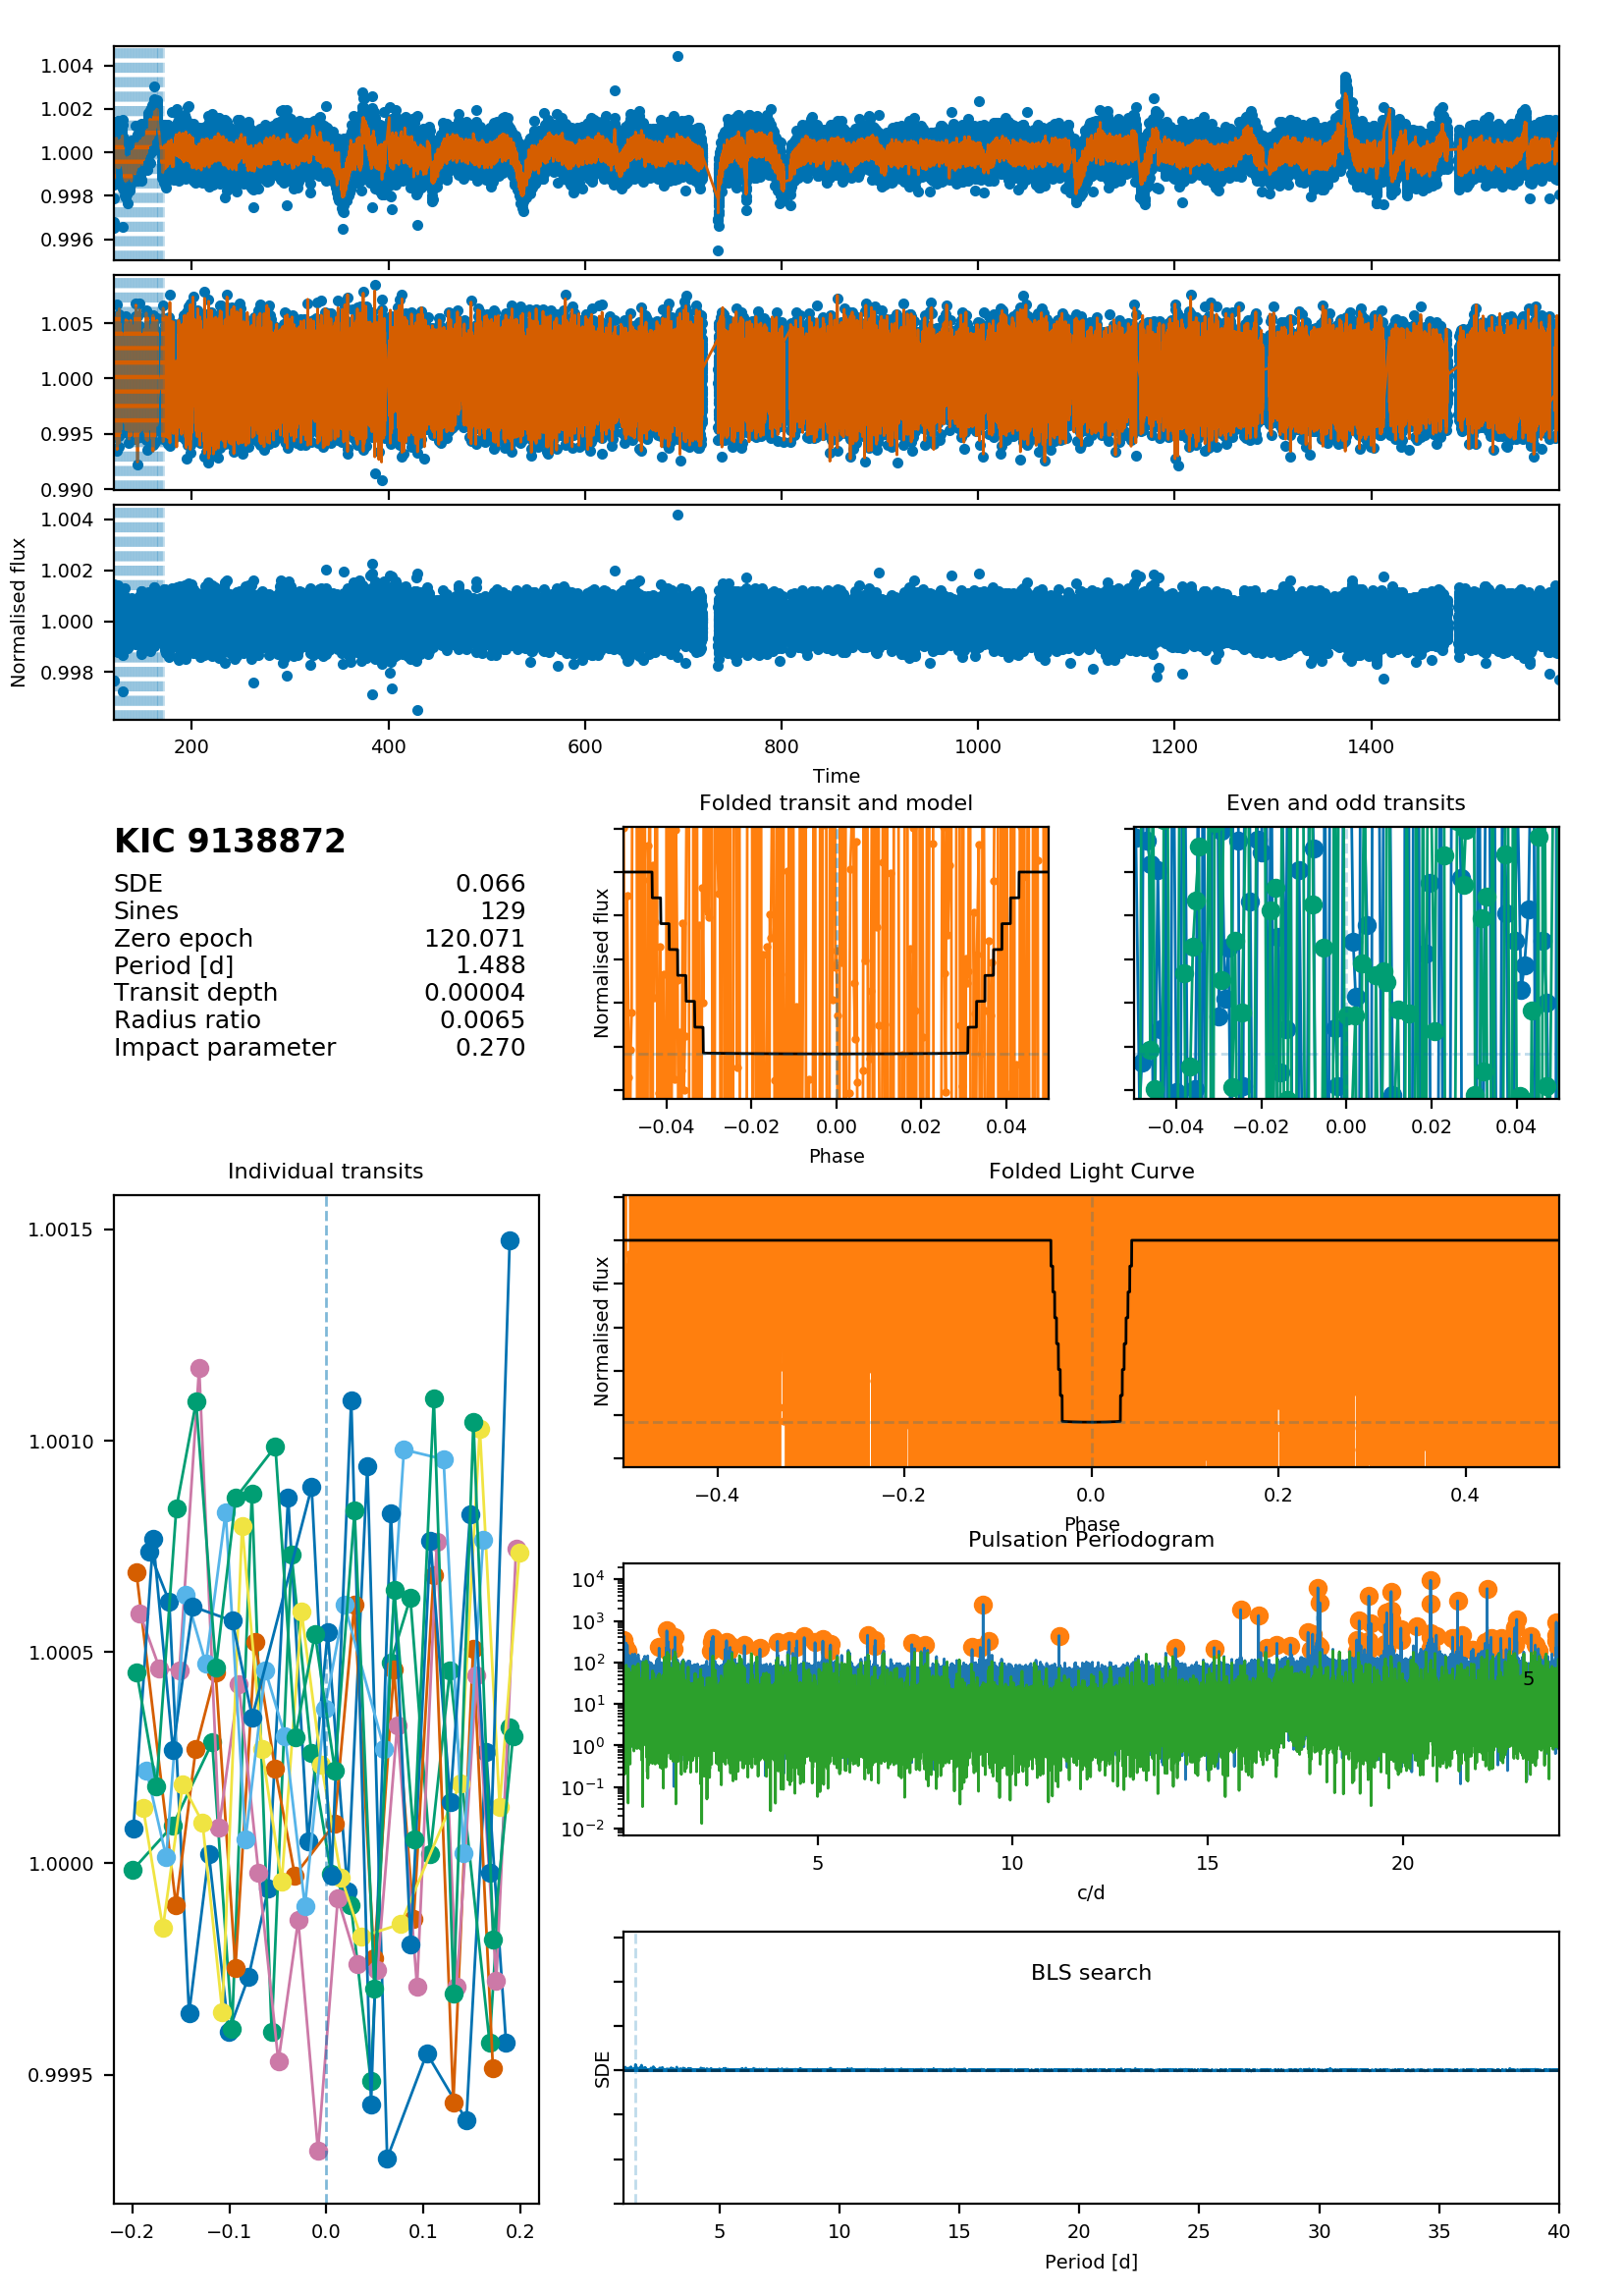 1.004
1.002
1.000
0.998
0.996
1.005
1.000
0.995
0.990
1.004
1.002
1.000
0.998
Normalised flux
200 400 600 800 1000 1200 1400
Time
KIC 9138872
SDE 0.066
Sines 129
Zero epoch 120.071
Period [d] 1.488
Transit depth 0.00004
Radius ratio 0.0065
Impact parameter 0.270
Folded transit and model
Normalised flux
−0.04 −0.02 0.00 0.02 0.04
Phase
Even and odd transits
−0.04 −0.02 0.00 0.02 0.04
Individual transits
1.0015
1.0010
1.0005
1.0000
0.9995
−0.2 −0.1 0.0 0.1 0.2
Folded Light Curve
Normalised flux
−0.4 −0.2 0.0 0.2 0.4
Phase
Pulsation Periodogram
10⁴
10³
10²
10¹
10⁰
10⁻¹
10⁻²
5
5 10 15 20
c/d
BLS search
SDE
5 10 15 20 25 30 35 40
Period [d]